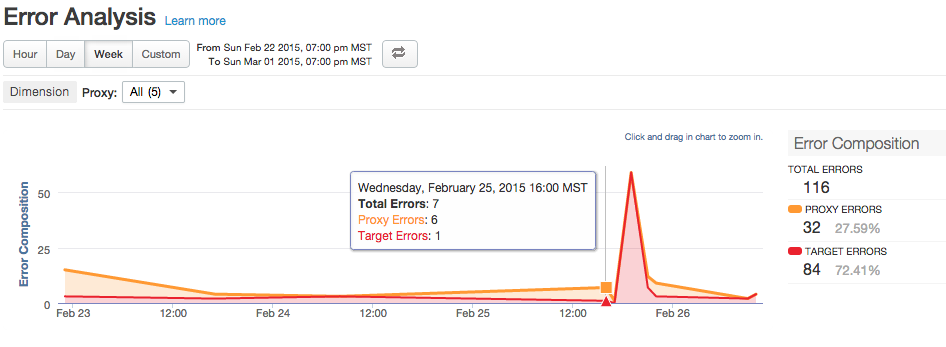 Error Analysis Learn more
Hour Day Week Custom
From Sun Feb 22 2015, 07:00 pm MST
To Sun Mar 01 2015, 07:00 pm MST
Dimension Proxy: All (5)
Click and drag in chart to zoom in.
Error Composition
50
25
0
Wednesday, February 25, 2015 16:00 MST
Total Errors: 7
Proxy Errors: 6
Target Errors: 1
Feb 23 12:00 Feb 24 12:00 Feb 25 12:00 Feb 26
Error Composition
TOTAL ERRORS
116
PROXY ERRORS
32 27.59%
TARGET ERRORS
84 72.41%